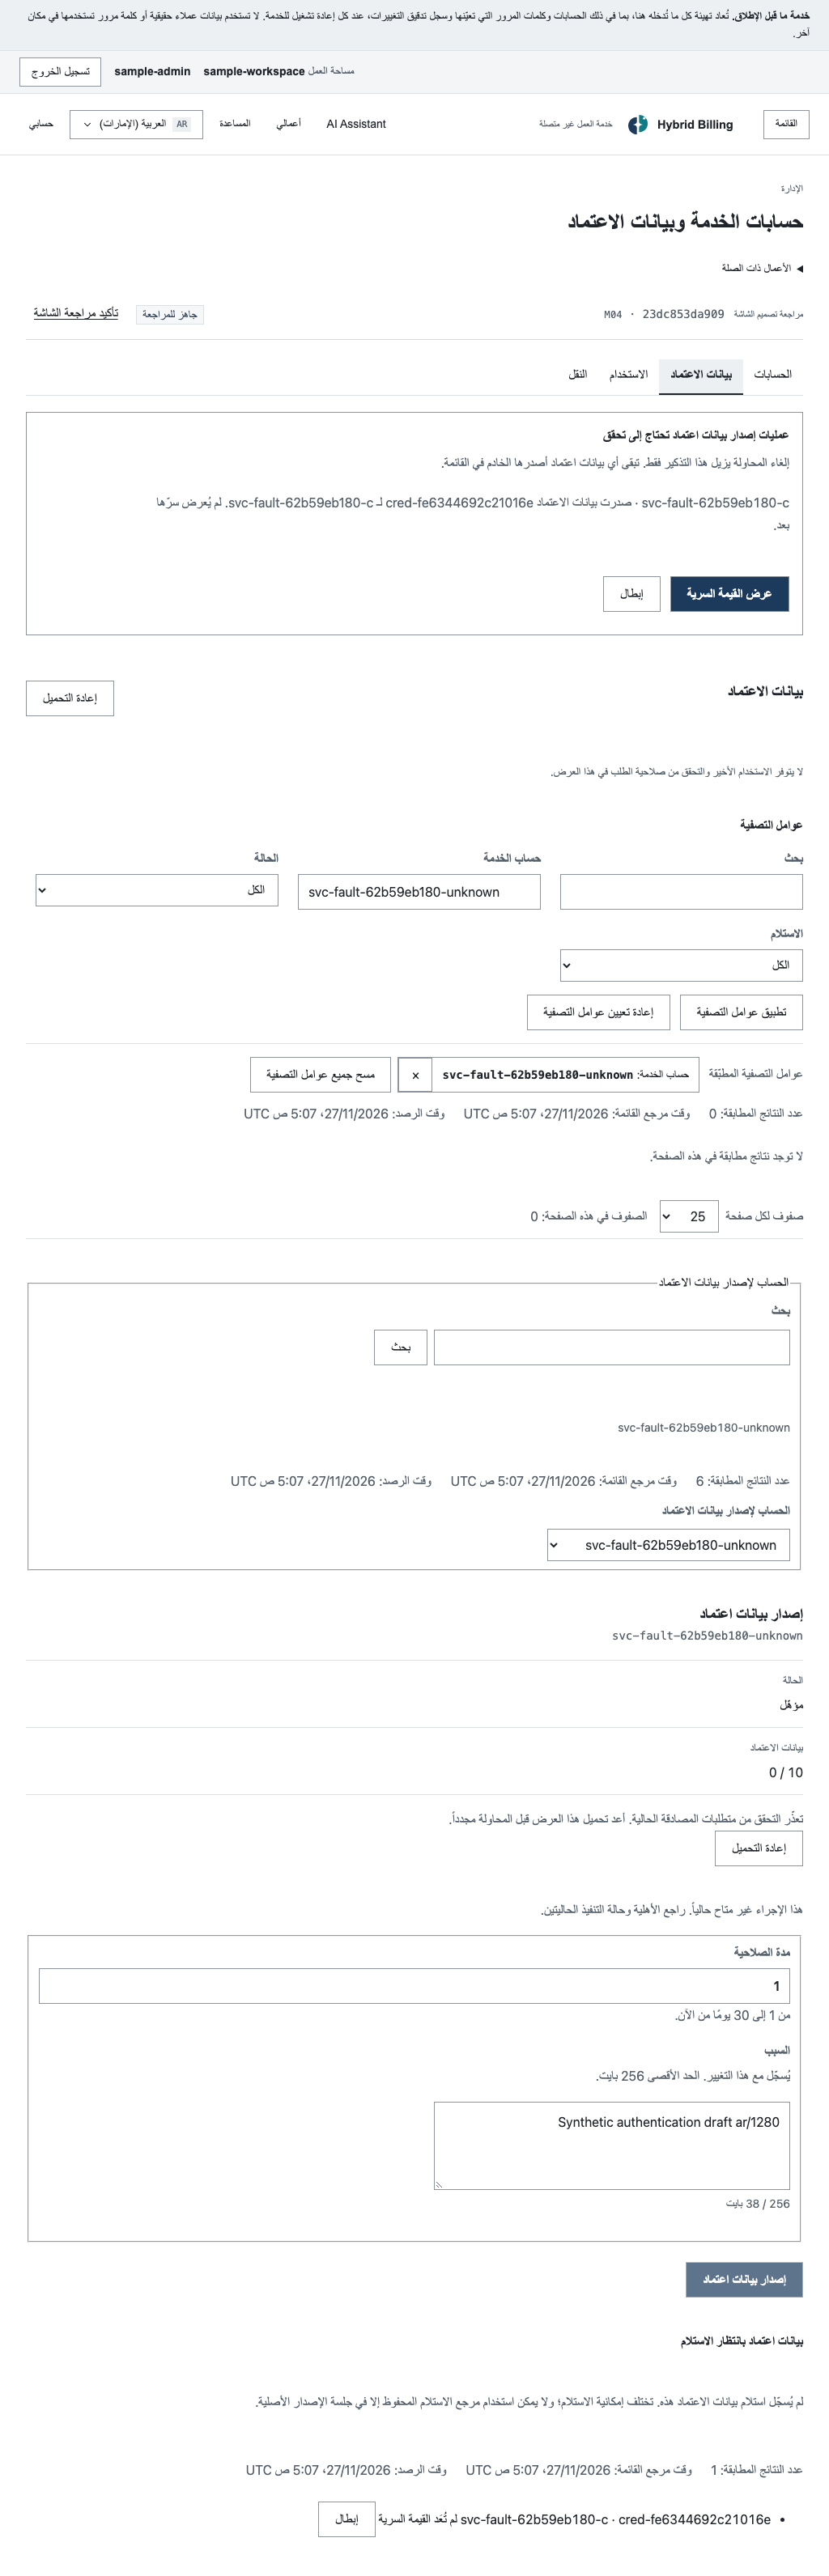 خدمة ما قبل الإطلاق. تُعاد تهيئة كل ما تُدخله هنا، بما في ذلك الحسابات وكلمات المرور التي تعيّنها وسجل تدقيق التغييرات، عند كل إعادة تشغيل للخدمة. لا تستخدم بيانات عملاء حقيقية أو كلمة مرور تستخدمها في مكان
آخر.
مساحة العمل sample-workspace sample-admin تسجيل الخروج
القائمة Hybrid Billing خدمة العمل غير متصلة AI Assistant أعمالي المساعدة AR العربية (الإمارات) حسابي
الإدارة
حسابات الخدمة وبيانات الاعتماد
الأعمال ذات الصلة
مراجعة تصميم الشاشة M04 · 23dc853da909 جاهز للمراجعة تأكيد مراجعة الشاشة
الحسابات بيانات الاعتماد الاستخدام النقل
عمليات إصدار بيانات اعتماد تحتاج إلى تحقق
إلغاء المحاولة يزيل هذا التذكير فقط. تبقى أي بيانات اعتماد أصدرها الخادم في القائمة.
svc-fault-62b59eb180-c · صدرت بيانات الاعتماد cred-fe6344692c21016e لـ svc-fault-62b59eb180-c. لم يُعرض سرّها
بعد.
عرض القيمة السرية إبطال
بيانات الاعتماد إعادة التحميل
لا يتوفر الاستخدام الأخير والتحقق من صلاحية الطلب في هذا العرض.
عوامل التصفية
بحث حساب الخدمة الحالة
svc-fault-62b59eb180-unknown الكل
الاستلام
الكل
تطبيق عوامل التصفية إعادة تعيين عوامل التصفية
عوامل التصفية المطبّقة حساب الخدمة: svc-fault-62b59eb180-unknown × مسح جميع عوامل التصفية
عدد النتائج المطابقة: 0 وقت مرجع القائمة: 27/11/2026، 5:07 ص UTC وقت الرصد: 27/11/2026، 5:07 ص UTC
لا توجد نتائج مطابقة في هذه الصفحة.
صفوف لكل صفحة 25 الصفوف في هذه الصفحة: 0
الحساب لإصدار بيانات الاعتماد
بحث
بحث
svc-fault-62b59eb180-unknown
عدد النتائج المطابقة: 6 وقت مرجع القائمة: 27/11/2026، 5:07 ص UTC وقت الرصد: 27/11/2026، 5:07 ص UTC
الحساب لإصدار بيانات الاعتماد
svc-fault-62b59eb180-unknown
إصدار بيانات اعتماد
svc-fault-62b59eb180-unknown
الحالة
مؤهّل
بيانات الاعتماد
0 / 10
تعذّر التحقق من متطلبات المصادقة الحالية. أعد تحميل هذا العرض قبل المحاولة مجدداً.
إعادة التحميل
هذا الإجراء غير متاح حالياً. راجع الأهلية وحالة التنفيذ الحاليتين.
مدة الصلاحية
1
من 1 إلى 30 يومًا من الآن.
السبب
يُسجَّل مع هذا التغيير. الحد الأقصى 256 بايت.
Synthetic authentication draft ar/1280
256 / 38 بايت
إصدار بيانات اعتماد
بيانات اعتماد بانتظار الاستلام
لم يُسجَّل استلام بيانات الاعتماد هذه. تختلف إمكانية الاستلام؛ ولا يمكن استخدام مرجع الاستلام المحفوظ إلا في جلسة الإصدار الأصلية.
عدد النتائج المطابقة: 1 وقت مرجع القائمة: 27/11/2026، 5:07 ص UTC وقت الرصد: 27/11/2026، 5:07 ص UTC
• svc-fault-62b59eb180-c · cred-fe6344692c21016e لم تُعَد القيمة السرية إبطال